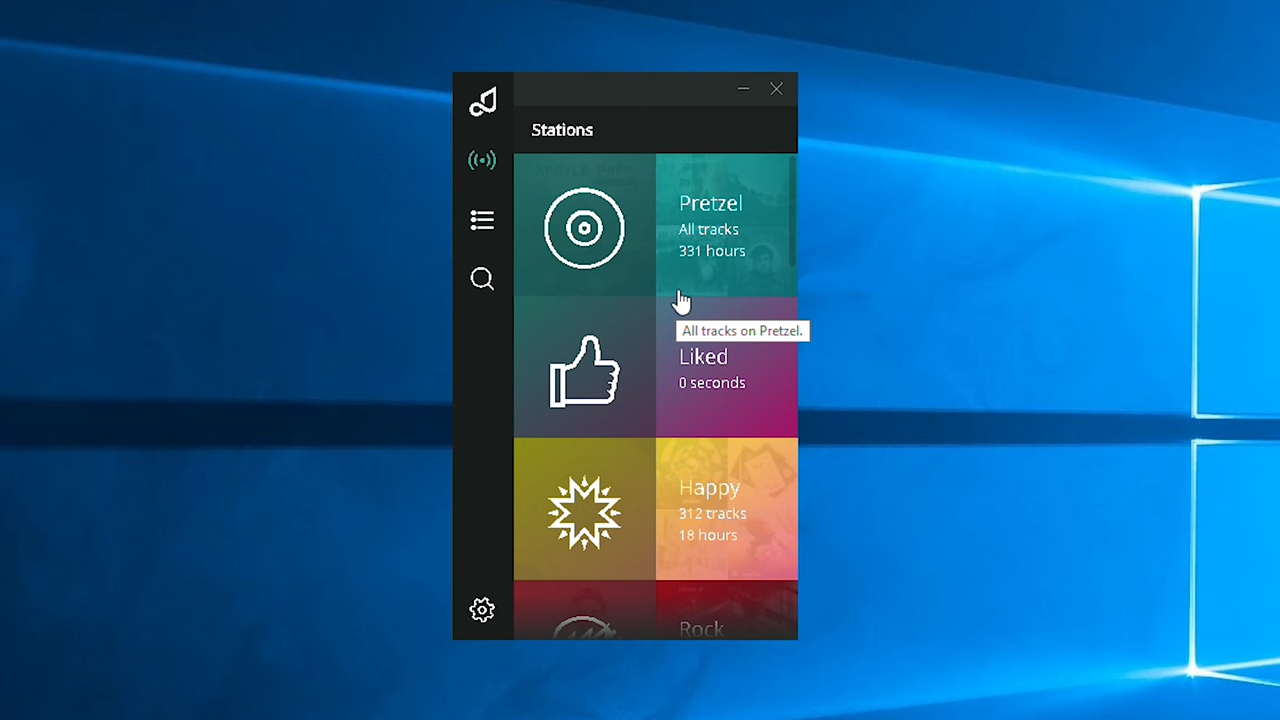 Stations
Pretzel
All tracks
331 hours
All tracks on Pretzel.
Liked
0 seconds
Happy
312 tracks
18 hours
Rock